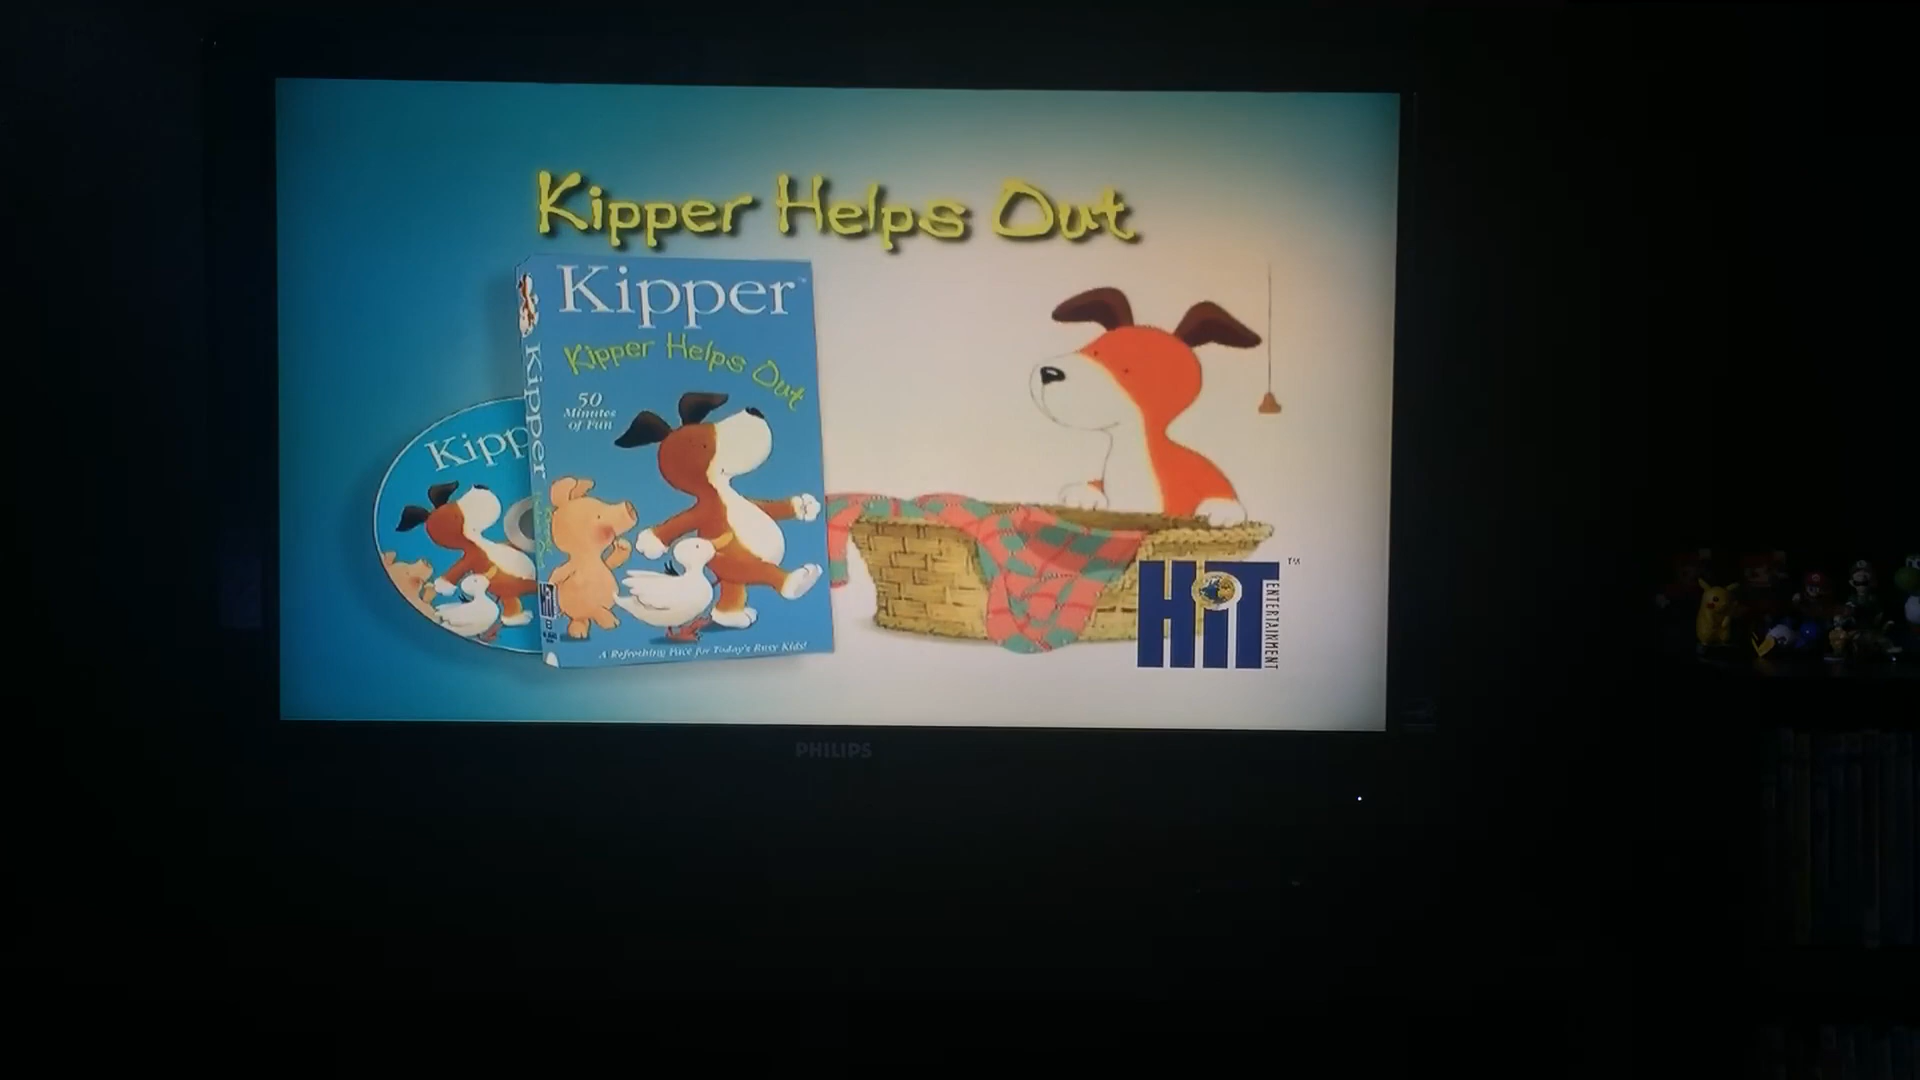 Kipper Helps Out
Kipper
Kipper Helps Out
50
Minutes
of Fun
Kipp
Kipper
A Refreshing Pace for Today's Busy Kids!
HiT
ENTERTAINMENT
TM
PHILIPS